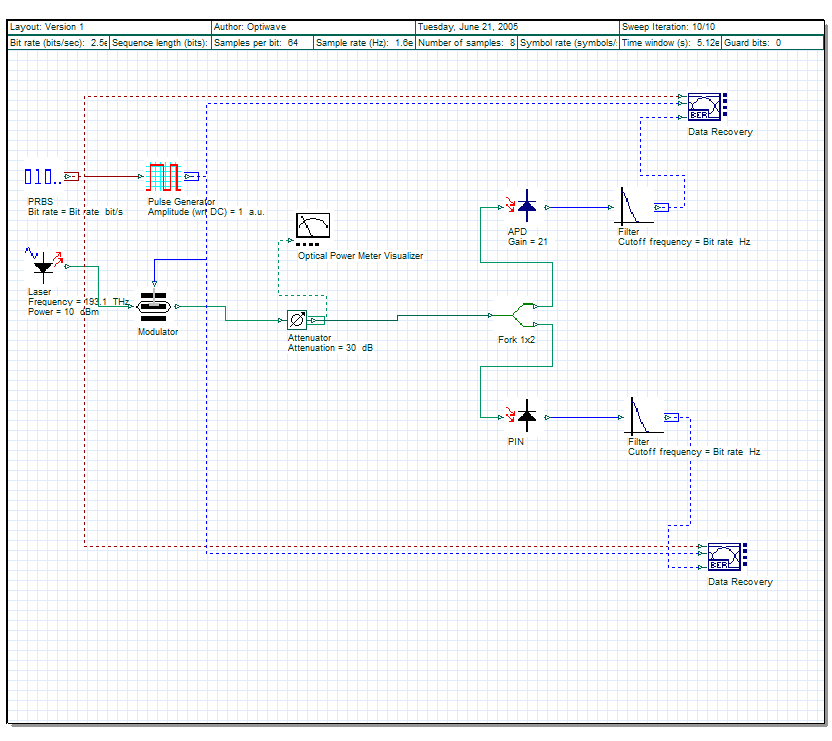 Layout: Version 1 Author: Optiwave Tuesday, June 21, 2005 Sweep Iteration: 10/10
Bit rate (bits/sec): 2.5e Sequence length (bits): Samples per bit: 64 Sample rate (Hz): 1.6e Number of samples: 8 Symbol rate (symbols/ Time window (s): 5.12e Guard bits: 0
BER
Data Recovery
010..
PRBS
Bit rate = Bit rate bit/s
Pulse Generator
Amplitude (wrt DC) = 1 a.u.
APD
Gain = 21
Filter
Cutoff frequency = Bit rate Hz
Optical Power Meter Visualizer
Laser
Frequency = 193.1 THz
Power = 10 dBm
Modulator
Attenuator
Attenuation = 30 dB
Fork 1x2
PIN
Filter
Cutoff frequency = Bit rate Hz
BER
Data Recovery